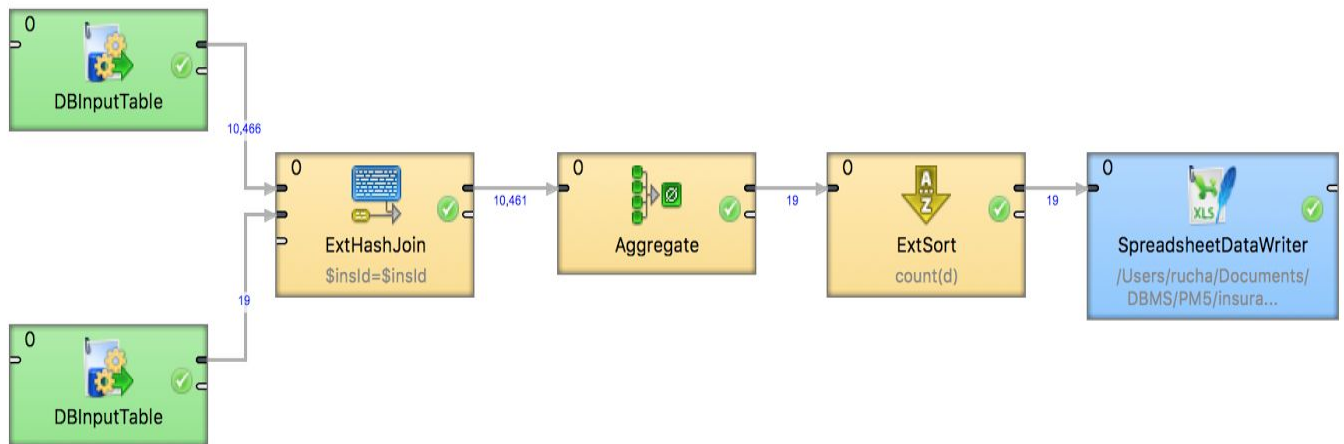 0
DBInputTable
10,466
0
ExtHashJoin
$insId=$insId
10,461
0
Aggregate
19
0
A
Z
ExtSort
count(d)
19
0
XLS
SpreadsheetDataWriter
/Users/rucha/Documents/
DBMS/PM5/insura...
19
0
DBInputTable